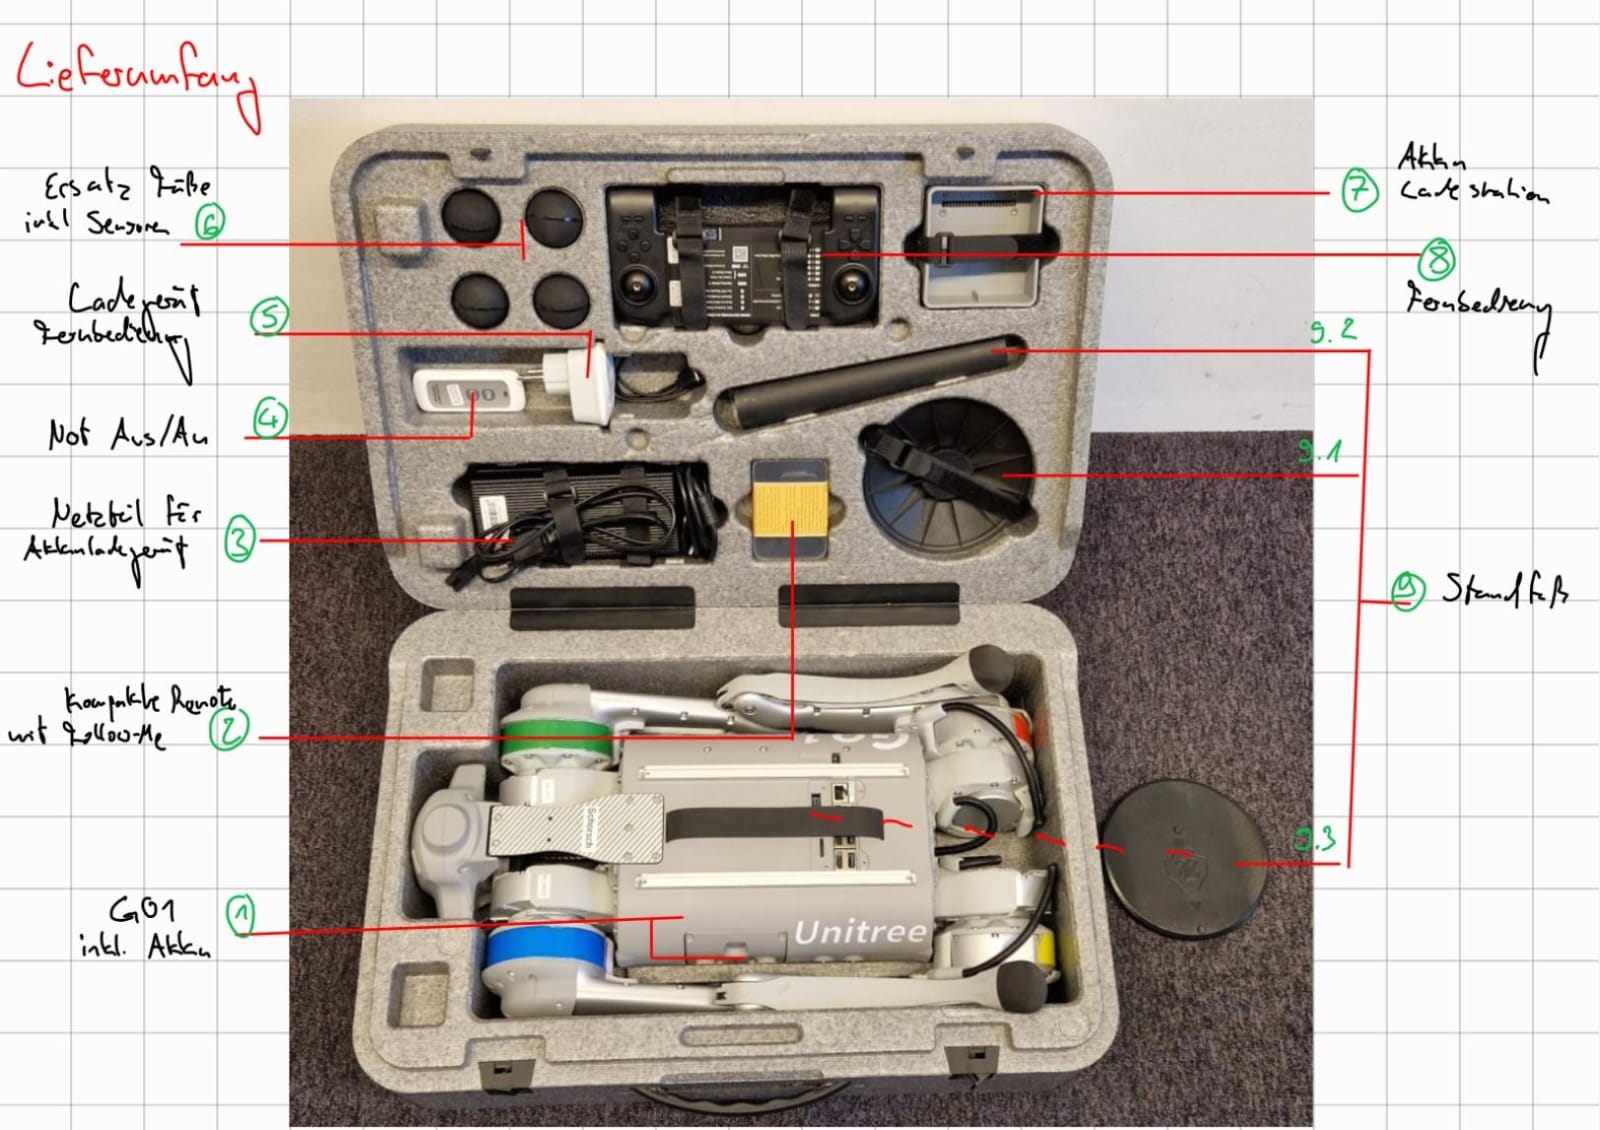 Lieferumfang
Ersatz Füße
inkl Sensoren 6
Ladegerät 5
Fernbedienung
Not Aus/An 4
Netzteil für
Akkuladegerät 3
Kompakte Remote
mit Follow-Me 2
GO1 1
inkl. Akku
7 Akku
Ladestation
8
Fernbedienung
9.2
9.1
9 Standfuß
9.3
Unitree